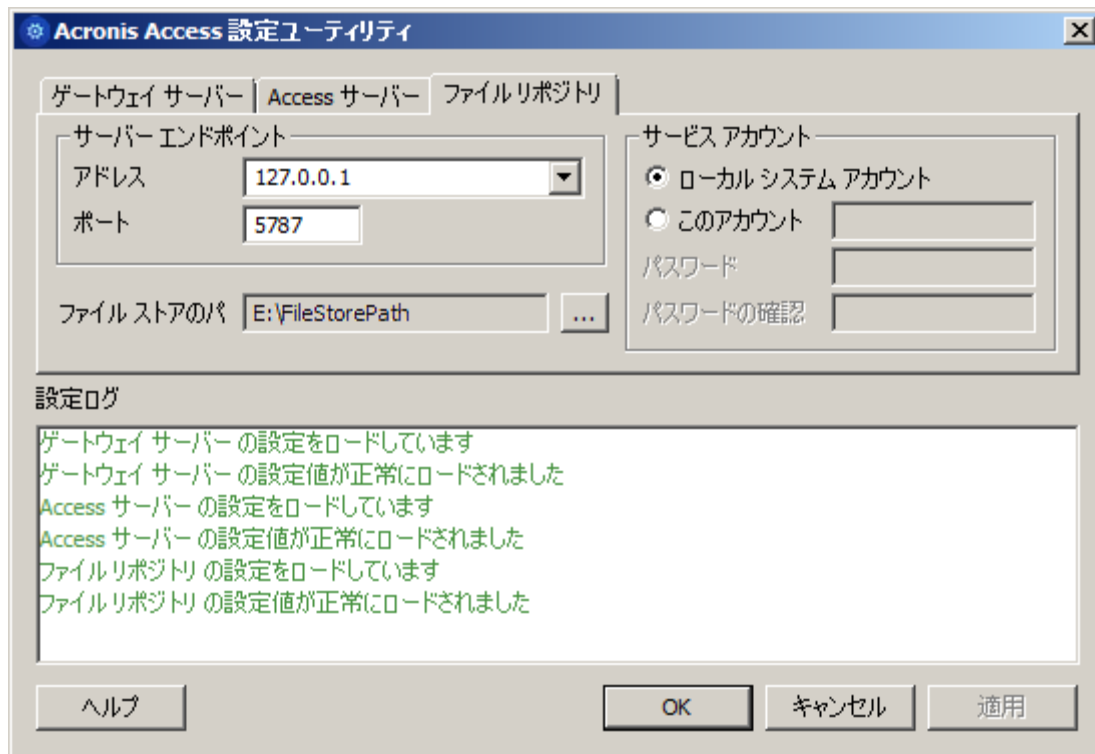 Acronis Access 設定ユーティリティ
ゲートウェイ サーバー Access サーバー ファイル リポジトリ
サーバー エンドポイント
アドレス 127.0.0.1
ポート 5787
ファイル ストアのパ E:\FileStorePath ...
サービス アカウント
ローカル システム アカウント
このアカウント
パスワード
パスワードの確認
設定ログ
ゲートウェイ サーバー の設定をロードしています
ゲートウェイ サーバー の設定値が正常にロードされました
Access サーバー の設定をロードしています
Access サーバー の設定値が正常にロードされました
ファイル リポジトリ の設定をロードしています
ファイル リポジトリ の設定値が正常にロードされました
ヘルプ OK キャンセル 適用